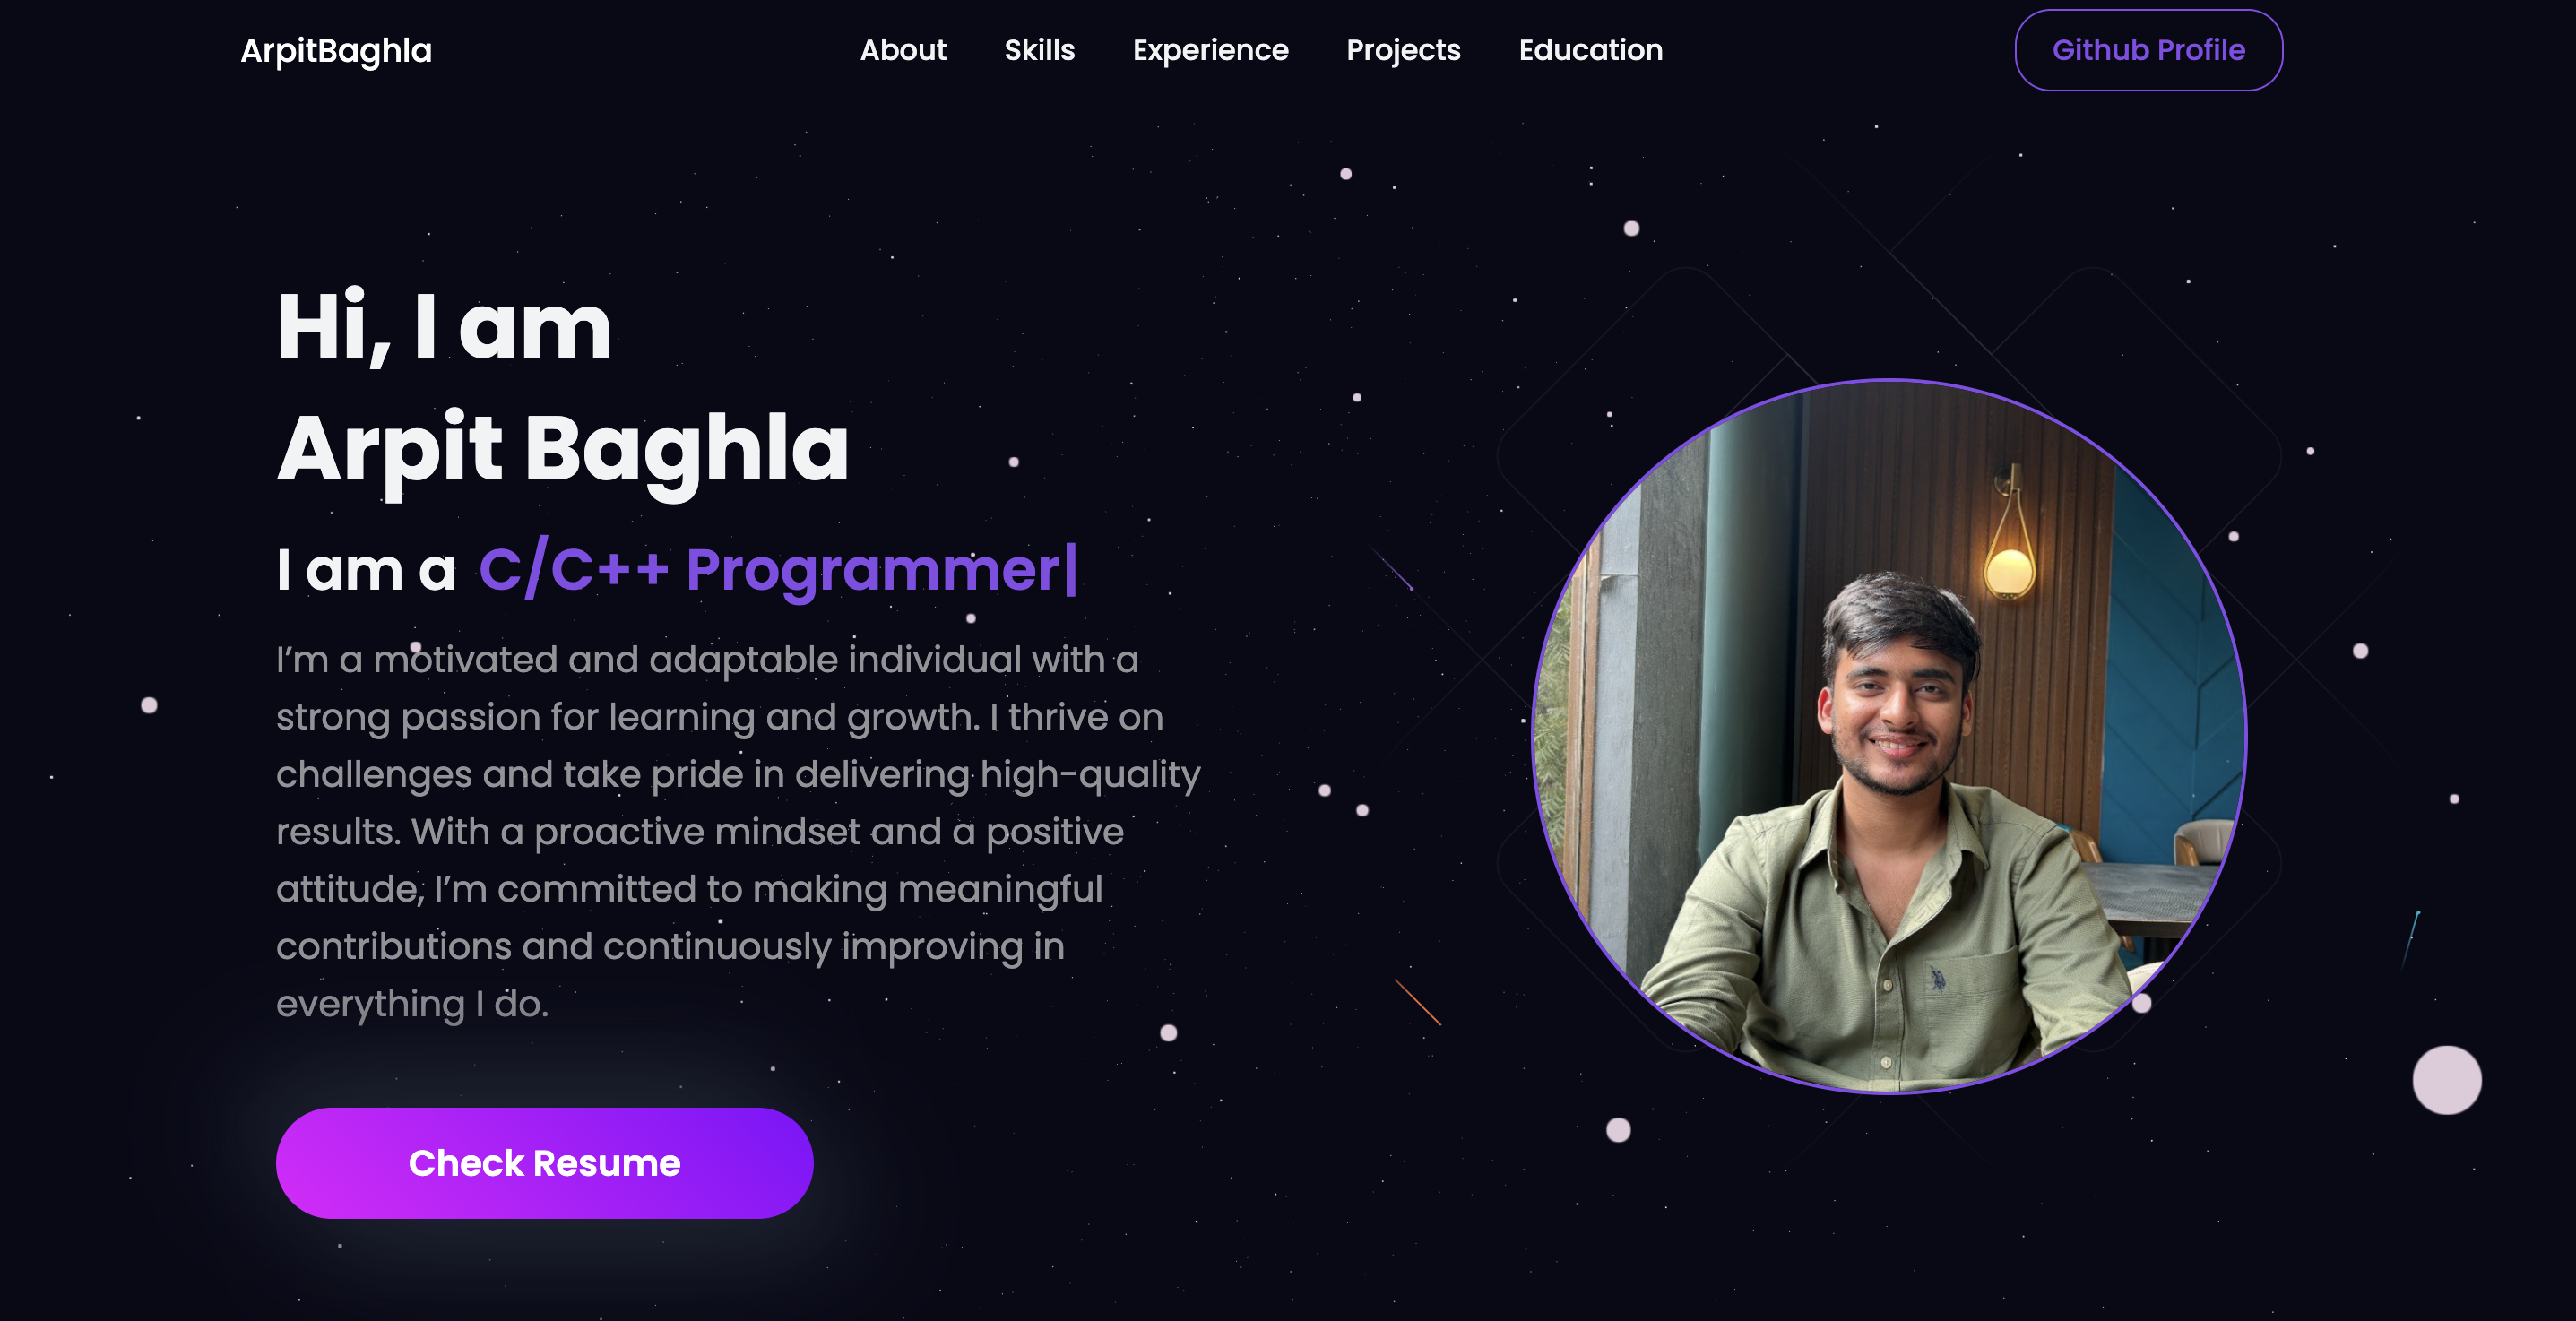 ArpitBaghla
About
Skills
Experience
Projects
Education
Github Profile
Hi, I am
Arpit Baghla
I am a C/C++ Programmer|
I’m a motivated and adaptable individual with a
strong passion for learning and growth. I thrive on
challenges and take pride in delivering high-quality
results. With a proactive mindset and a positive
attitude, I’m committed to making meaningful
contributions and continuously improving in
everything I do.
Check Resume